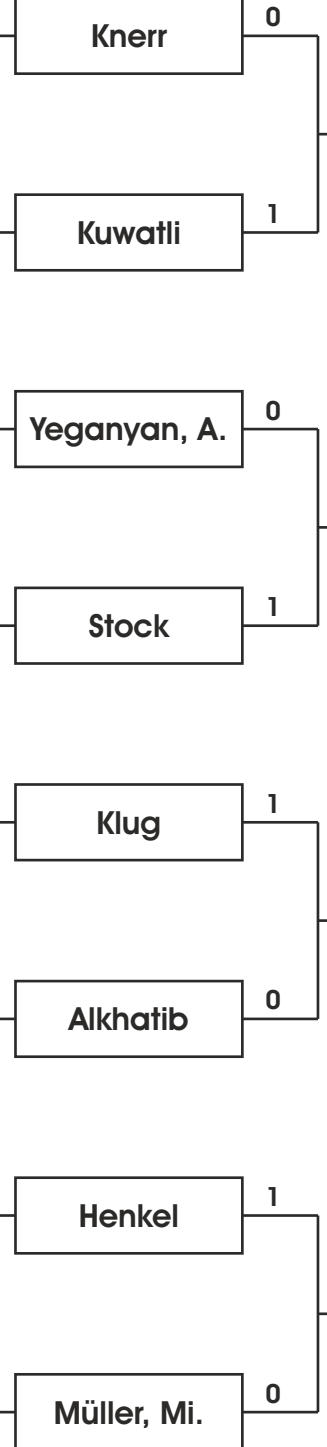 0
Knerr
1
Kuwatli
0
Yeganyan, A.
1
Stock
1
Klug
0
Alkhatib
1
Henkel
0
Müller, Mi.